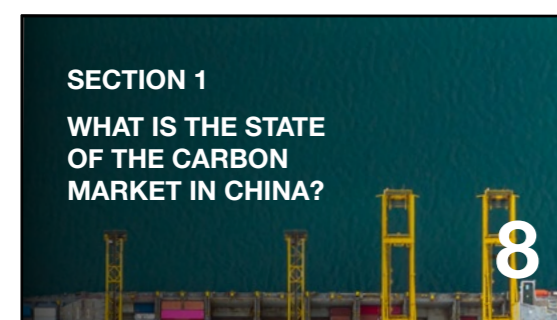 SECTION 1
WHAT IS THE STATE
OF THE CARBON
MARKET IN CHINA?
8